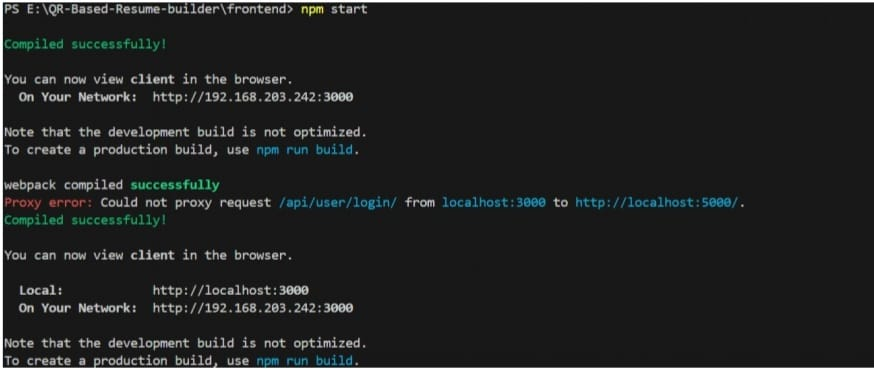 PS E:\QR-Based-Resume-builder\frontend> npm start
Compiled successfully!
You can now view client in the browser.
On Your Network: http://192.168.203.242:3000
Note that the development build is not optimized.
To create a production build, use npm run build.
webpack compiled successfully
Proxy error: Could not proxy request /api/user/login/ from localhost:3000 to http://localhost:5000/.
Compiled successfully!
You can now view client in the browser.
Local: http://localhost:3000
On Your Network: http://192.168.203.242:3000
Note that the development build is not optimized.
To create a production build, use npm run build.